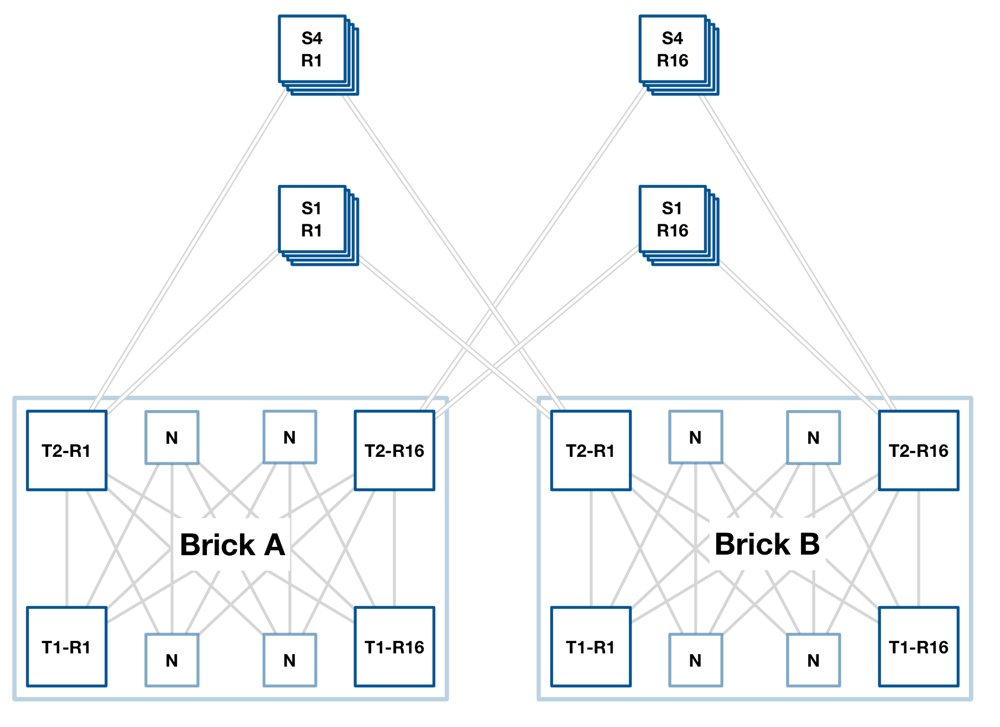 S4
R1
S4
R16
S1
R1
S1
R16
T2-R1
N
N
T2-R16
T2-R1
N
N
T2-R16
Brick A
Brick B
T1-R1
N
N
T1-R16
T1-R1
N
N
T1-R16